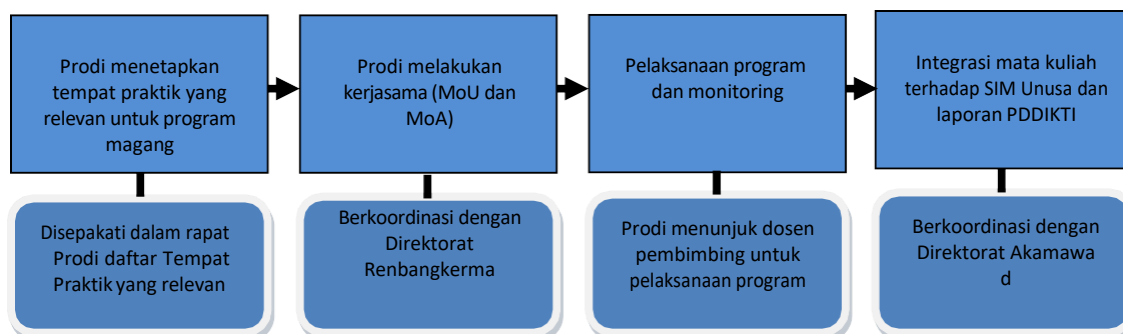 Prodi menetapkan
tempat praktik yang
relevan untuk program
magang
Prodi melakukan
kerjasama (MoU dan
MoA)
Pelaksanaan program
dan monitoring
Integrasi mata kuliah
terhadap SIM Unusa dan
laporan PDDIKTI
Disepakati dalam rapat
Prodi daftar Tempat
Praktik yang relevan
Berkoordinasi dengan
Direktorat
Renbangkerma
Prodi menunjuk dosen
pembimbing untuk
pelaksanaan program
Berkoordinasi dengan
Direktorat Akamawa
d